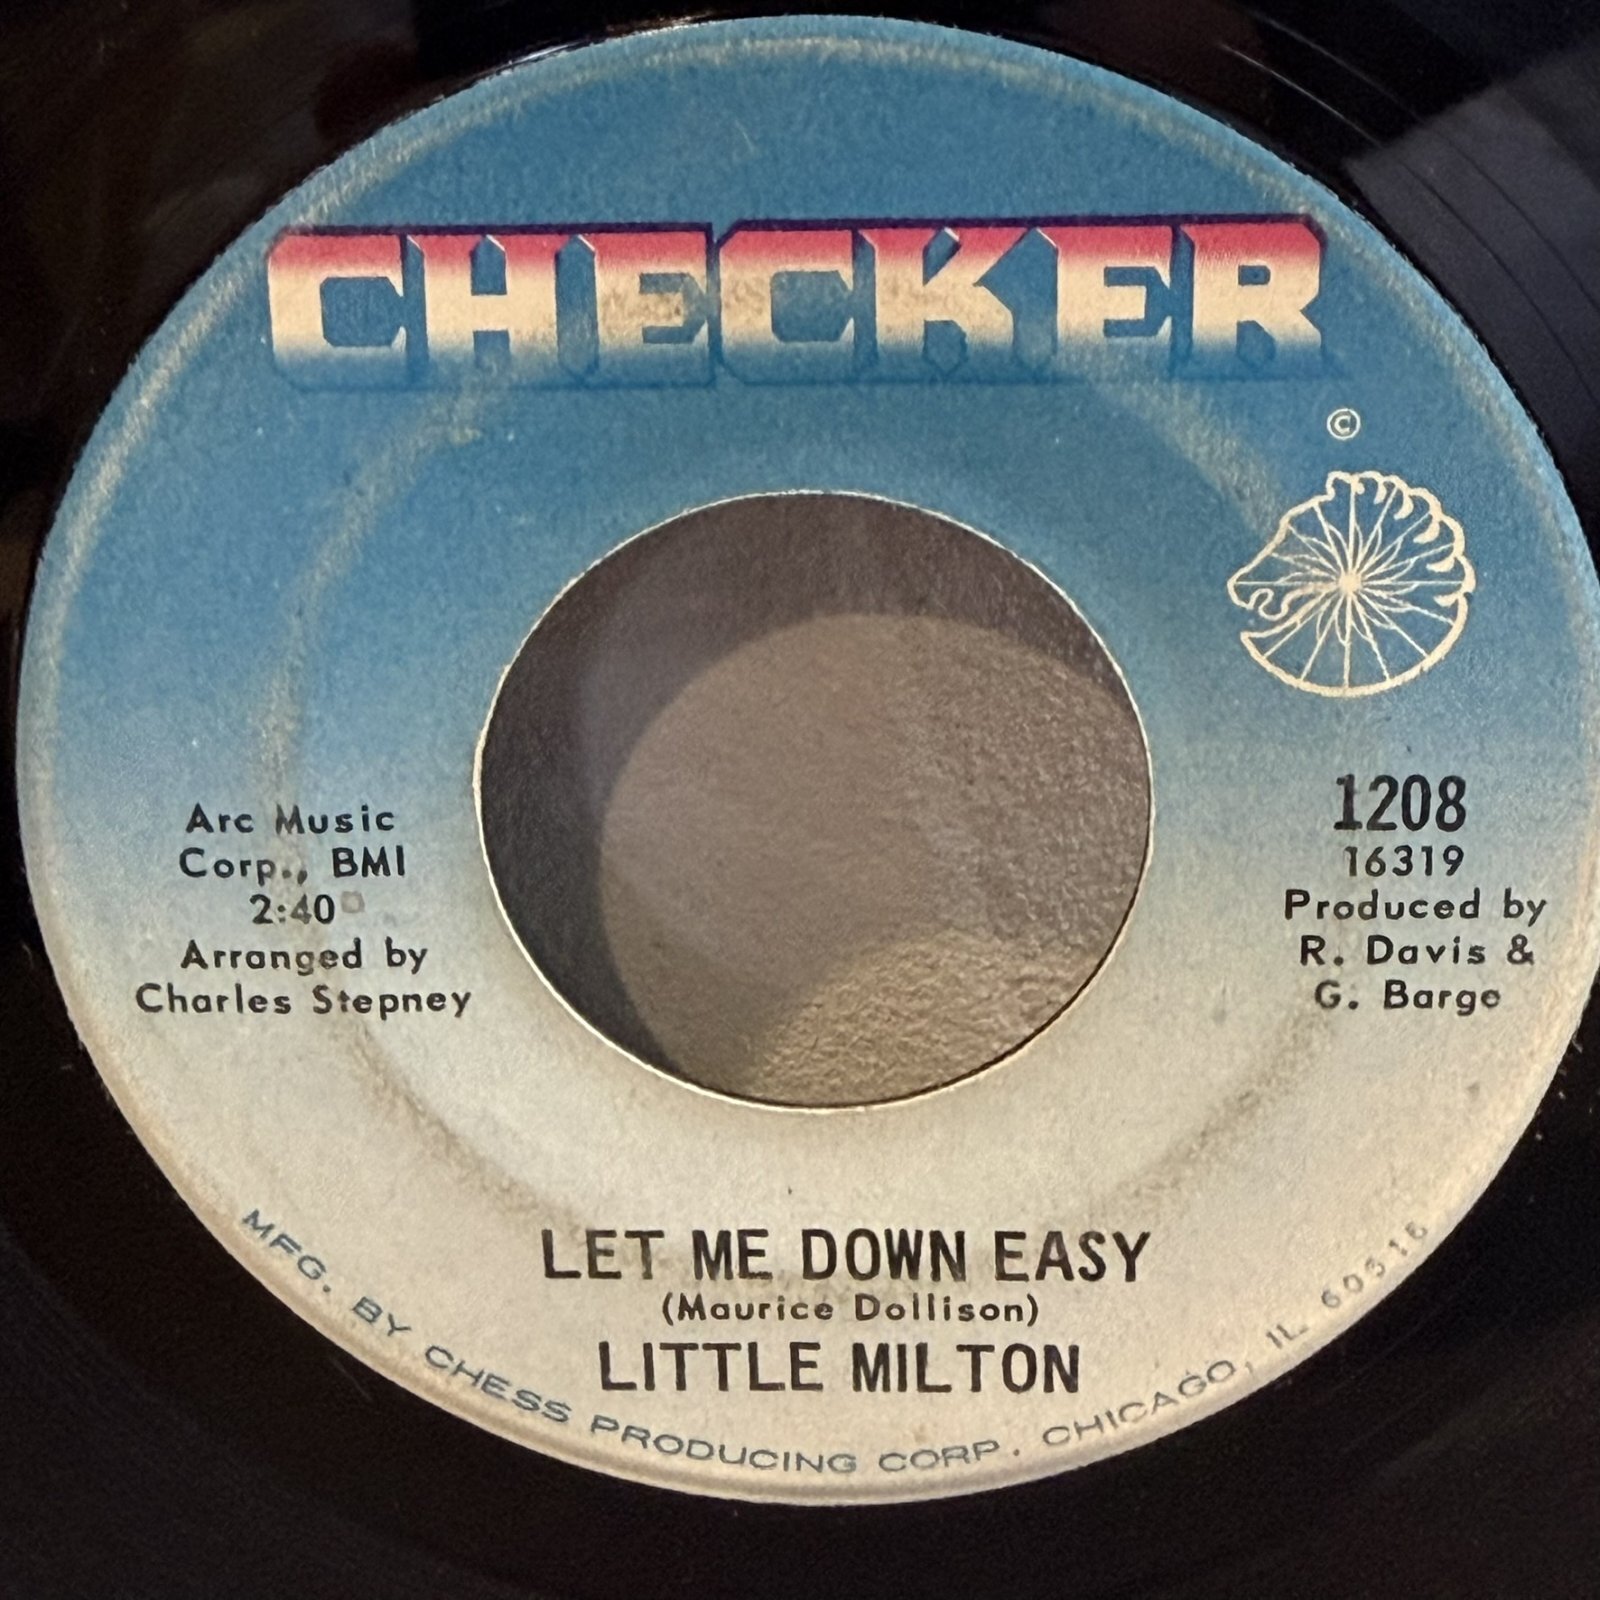 CHECKER
©
Arc Music
Corp., BMI
2:40
Arranged by
Charles Stepney
1208
16319
Produced by
R. Davis &
G. Barge
LET ME DOWN EASY
(Maurice Dollison)
LITTLE MILTON
MFG. BY CHESS PRODUCING CORP. CHICAGO, IL 60616